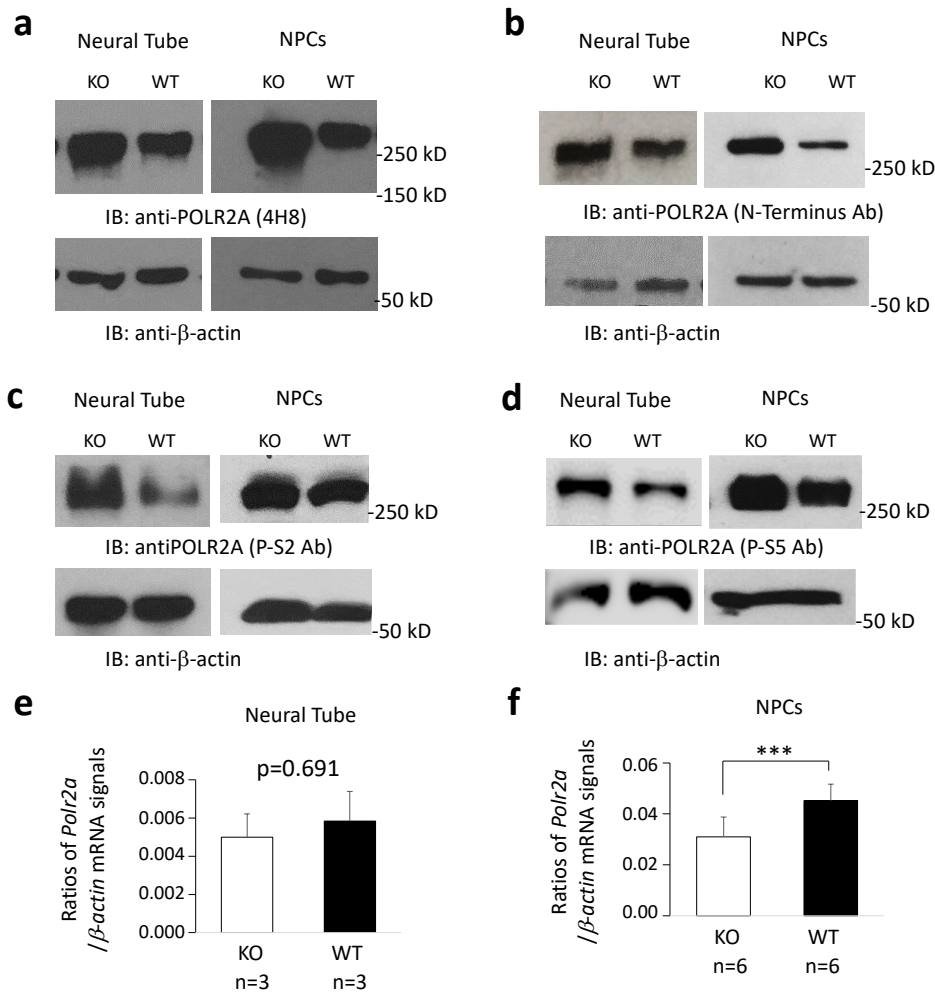 a
Neural Tube
NPCs
KO WT
KO WT
-250 kD
-150 kD
IB: anti-POLR2A (4H8)
-50 kD
IB: anti-β-actin
b
Neural Tube
NPCs
KO WT
KO WT
-250 kD
IB: anti-POLR2A (N-Terminus Ab)
-50 kD
IB: anti-β-actin
c
Neural Tube
NPCs
KO WT
KO WT
-250 kD
IB: antiPOLR2A (P-S2 Ab)
-50 kD
IB: anti-β-actin
d
Neural Tube
NPCs
KO WT
KO WT
-250 kD
IB: anti-POLR2A (P-S5 Ab)
-50 kD
IB: anti-β-actin
e
Neural Tube
Ratios of Polr2a
/β-actin mRNA signals
p=0.691
0.008
0.006
0.004
0.002
0.000
KO WT
n=3 n=3
f
NPCs
Ratios of Polr2a
/β-actin mRNA signals
***
0.06
0.04
0.02
0.00
KO WT
n=6 n=6